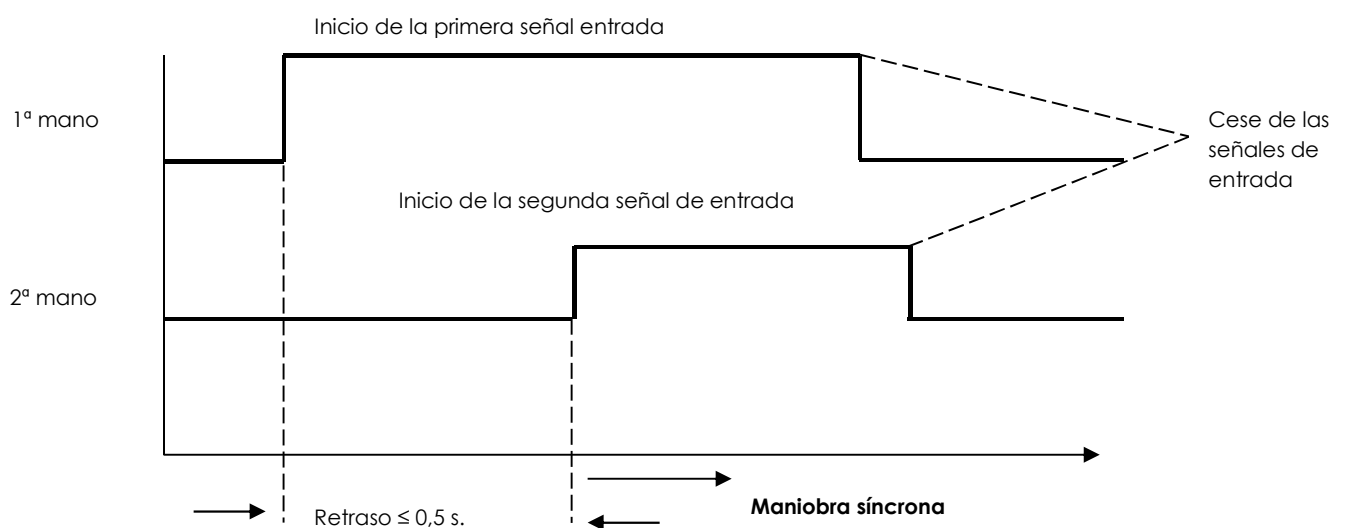 Inicio de la primera señal entrada
1ª mano
Cese de las
señales de
entrada
Inicio de la segunda señal de entrada
2ª mano
Maniobra síncrona
Retraso ≤ 0,5 s.